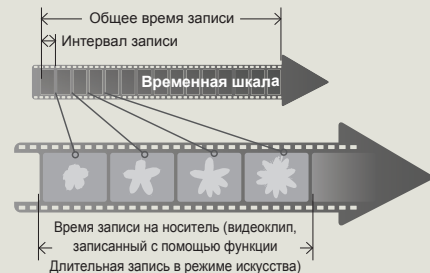 Общее время записи
Интервал записи
Временная шкала
Время записи на носитель (видеоклип,
записанный с помощью функции
Длительная запись в режиме искусства)